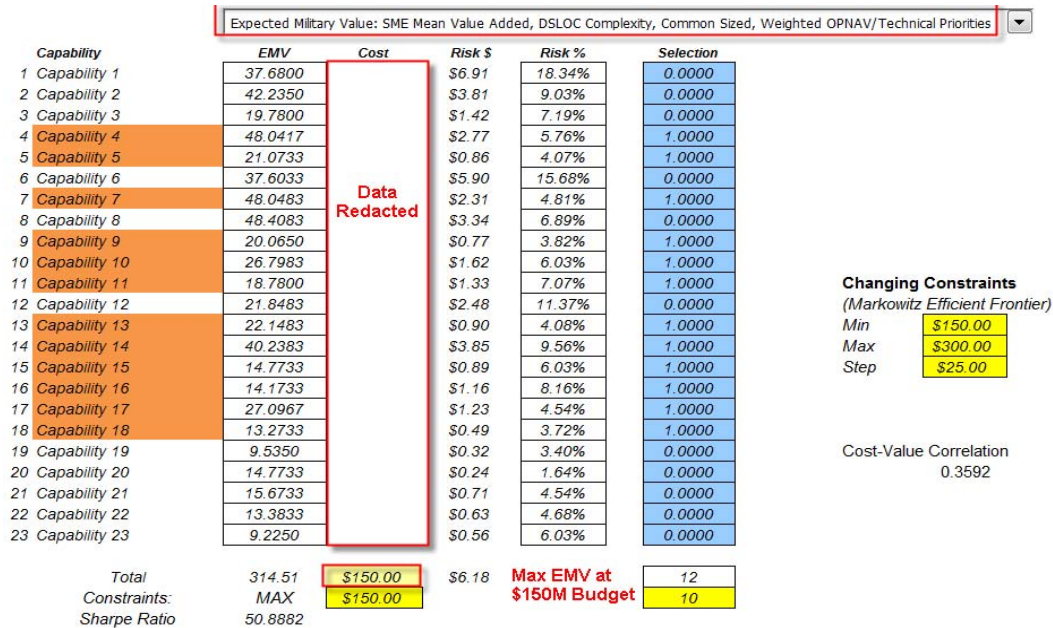 Expected Military Value: SME Mean Value Added, DSLOC Complexity, Common Sized, Weighted OPNAV/Technical Priorities
Capability EMV Cost Risk $ Risk % Selection
1 Capability 1 37.6800 $6.91 18.34% 0.0000
2 Capability 2 42.2350 $3.81 9.03% 0.0000
3 Capability 3 19.7800 $1.42 7.19% 0.0000
4 Capability 4 48.0417 $2.77 5.76% 1.0000
5 Capability 5 21.0733 $0.86 4.07% 1.0000
6 Capability 6 37.6033 $5.90 15.68% 0.0000
7 Capability 7 48.0483 $2.31 4.81% 1.0000
8 Capability 8 48.4083 $3.34 6.89% 0.0000
9 Capability 9 20.0650 $0.77 3.82% 1.0000
10 Capability 10 26.7983 $1.62 6.03% 1.0000
11 Capability 11 18.7800 $1.33 7.07% 1.0000
12 Capability 12 21.8483 $2.48 11.37% 0.0000
13 Capability 13 22.1483 $0.90 4.08% 1.0000
14 Capability 14 40.2383 $3.85 9.56% 1.0000
15 Capability 15 14.7733 $0.89 6.03% 1.0000
16 Capability 16 14.1733 $1.16 8.16% 1.0000
17 Capability 17 27.0967 $1.23 4.54% 1.0000
18 Capability 18 13.2733 $0.49 3.72% 1.0000
19 Capability 19 9.5350 $0.32 3.40% 0.0000
20 Capability 20 14.7733 $0.24 1.64% 0.0000
21 Capability 21 15.6733 $0.71 4.54% 0.0000
22 Capability 22 13.3833 $0.63 4.68% 0.0000
23 Capability 23 9.2250 $0.56 6.03% 0.0000
Data
Redacted
Total 314.51 $150.00 $6.18 Max EMV at 12
Constraints: MAX $150.00 $150M Budget 10
Sharpe Ratio 50.8882
Changing Constraints
(Markowitz Efficient Frontier)
Min $150.00
Max $300.00
Step $25.00
Cost-Value Correlation
0.3592